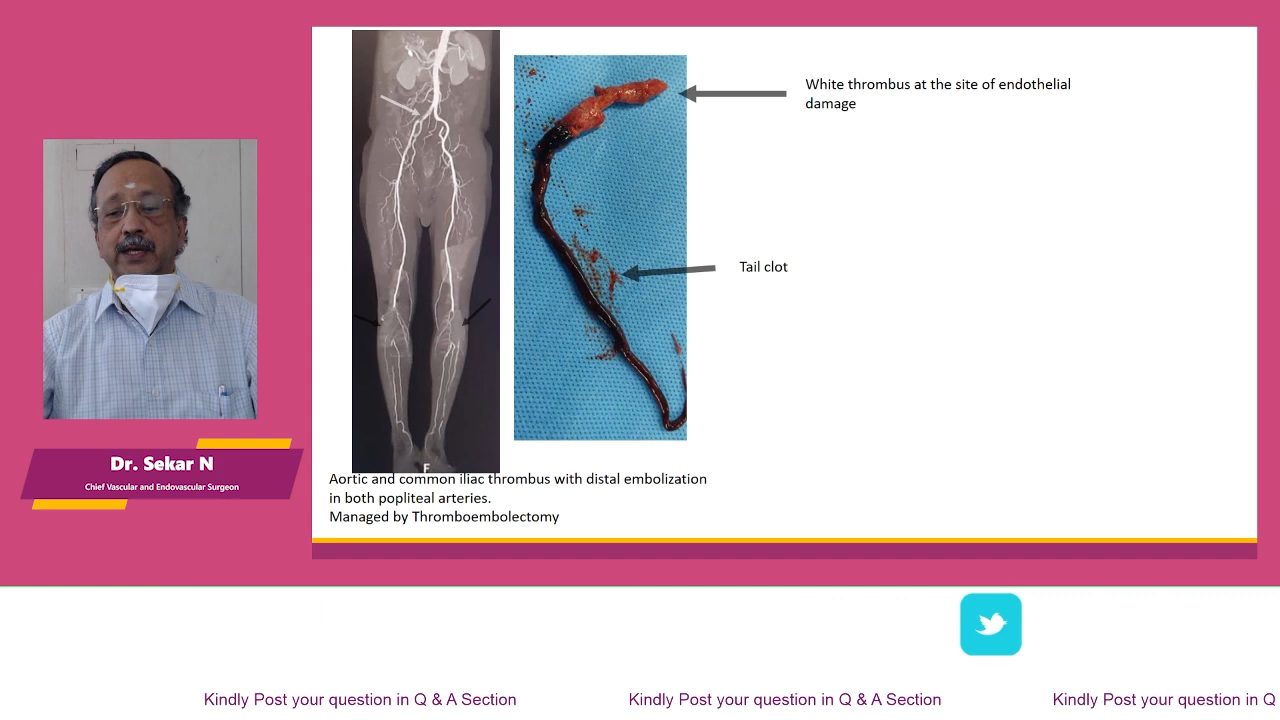 White thrombus at the site of endothelial
damage
Tail clot
Dr. Sekar N
Chief Vascular and Endovascular Surgeon
F
Aortic and common iliac thrombus with distal embolization
in both popliteal arteries.
Managed by Thromboembolectomy
Kindly Post your question in Q & A Section
Kindly Post your question in Q & A Section
Kindly Post your question in Q